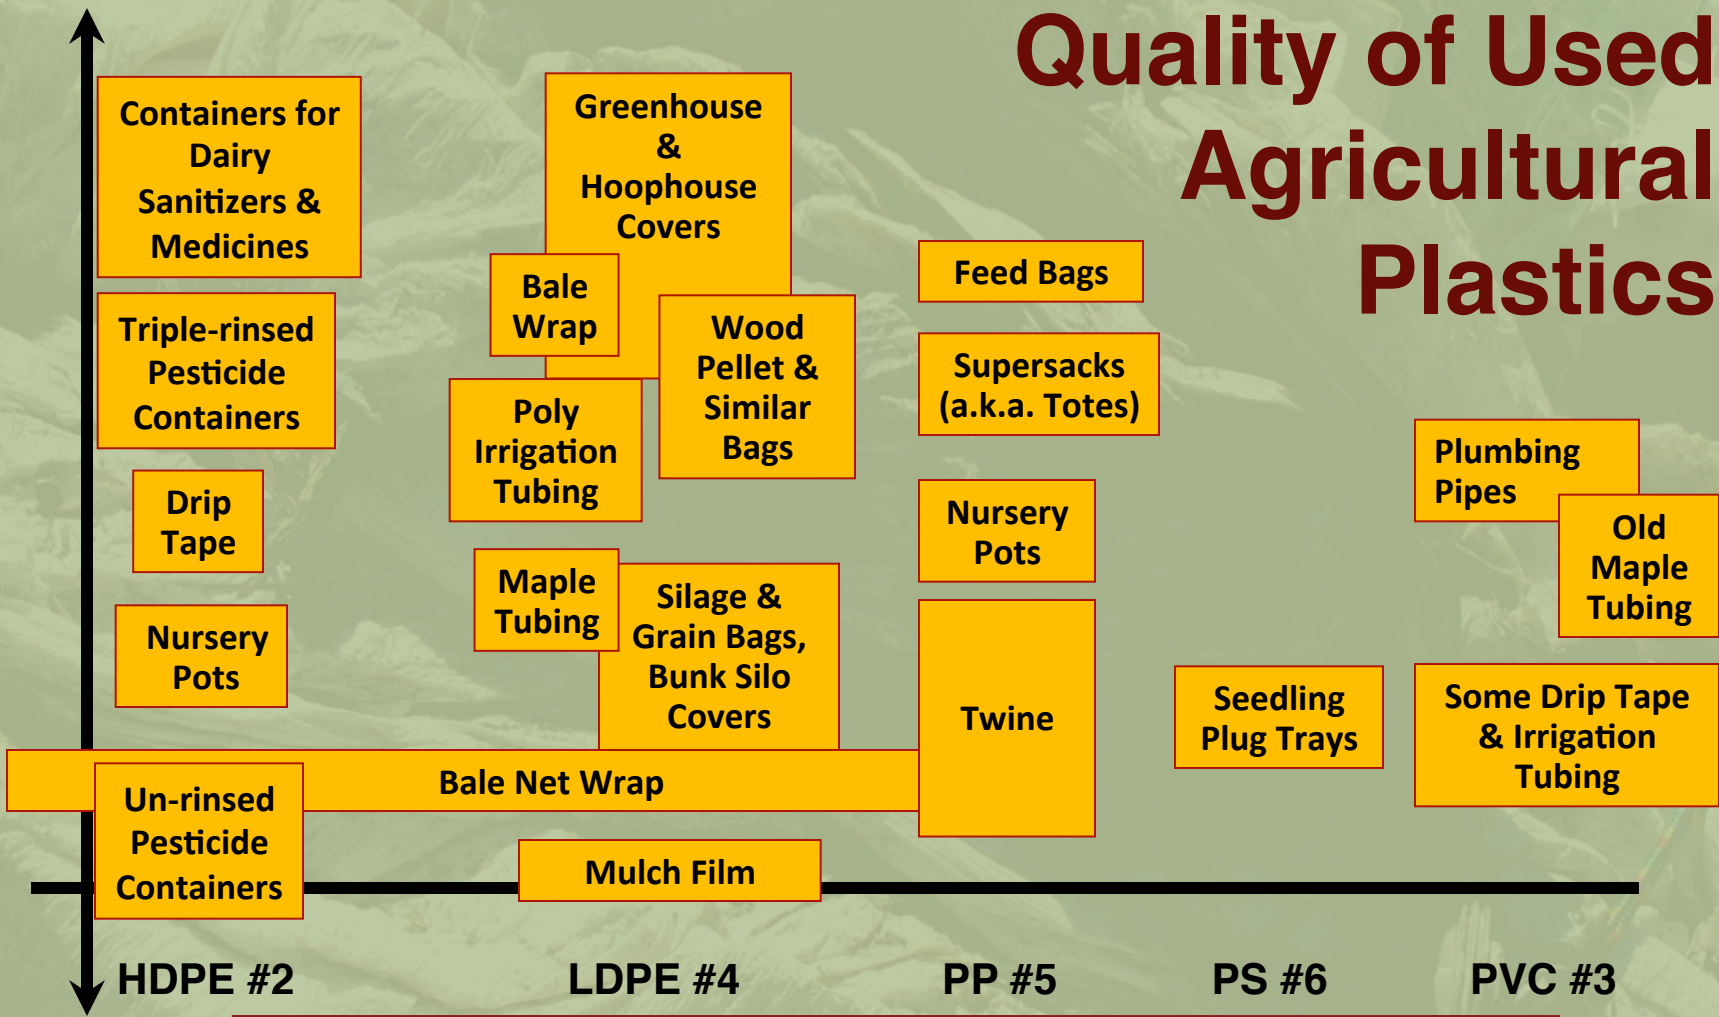 Quality of Used
Agricultural
Plastics
Containers for
Dairy
Sanitizers &
Medicines
Triple-rinsed
Pesticide
Containers
Drip
Tape
Nursery
Pots
Un-rinsed
Pesticide
Containers
Greenhouse
&
Hoophouse
Covers
Bale
Wrap
Wood
Pellet &
Similar
Bags
Poly
Irrigation
Tubing
Maple
Tubing
Silage &
Grain Bags,
Bunk Silo
Covers
Bale Net Wrap
Mulch Film
Feed Bags
Supersacks
(a.k.a. Totes)
Nursery
Pots
Twine
Seedling
Plug Trays
Plumbing
Pipes
Old
Maple
Tubing
Some Drip Tape
& Irrigation
Tubing
HDPE #2
LDPE #4
PP #5
PS #6
PVC #3